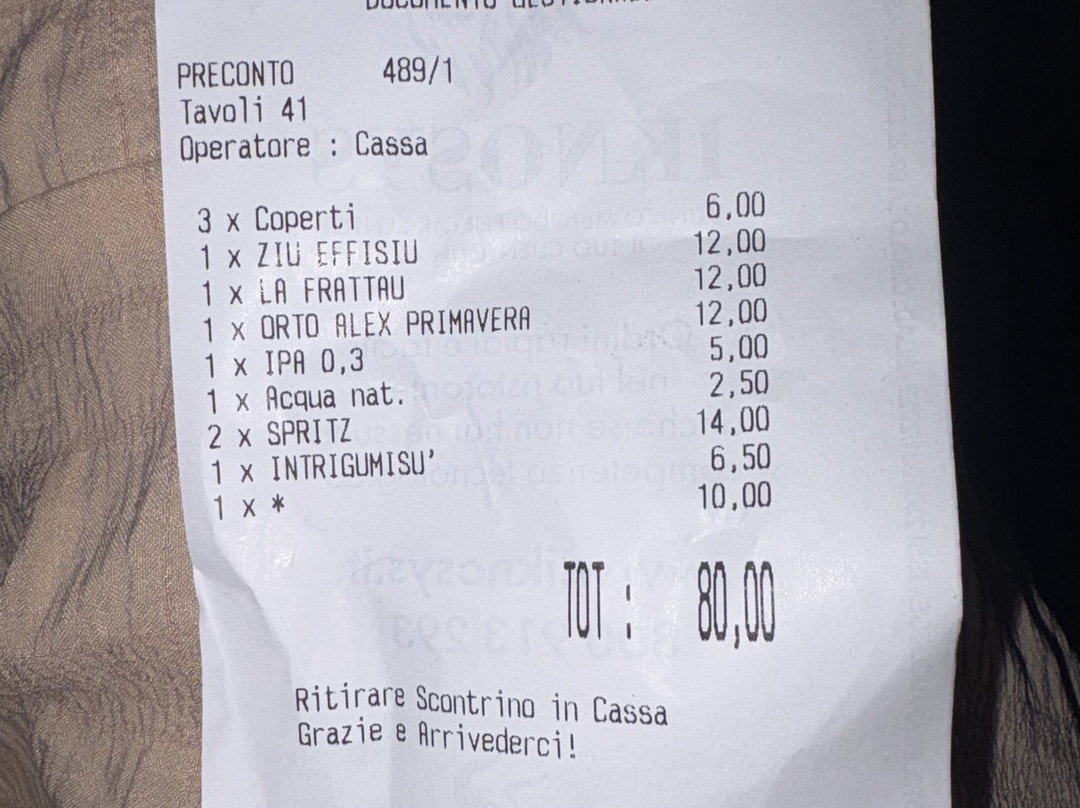 PRECONTO 489/1
Tavoli 41
Operatore : Cassa
3 x Coperti 6,00
1 x ZIU EFFISIU 12,00
1 x LA FRATTAU 12,00
1 x ORTO ALEX PRIMAVERA 12,00
1 x IPA 0,3 5,00
1 x Acqua nat. 2,50
2 x SPRITZ 14,00
1 x INTRIGUMISU' 6,50
1 x * 10,00
TOT : 80,00
Ritirare Scontrino in Cassa
Grazie e Arrivederci!